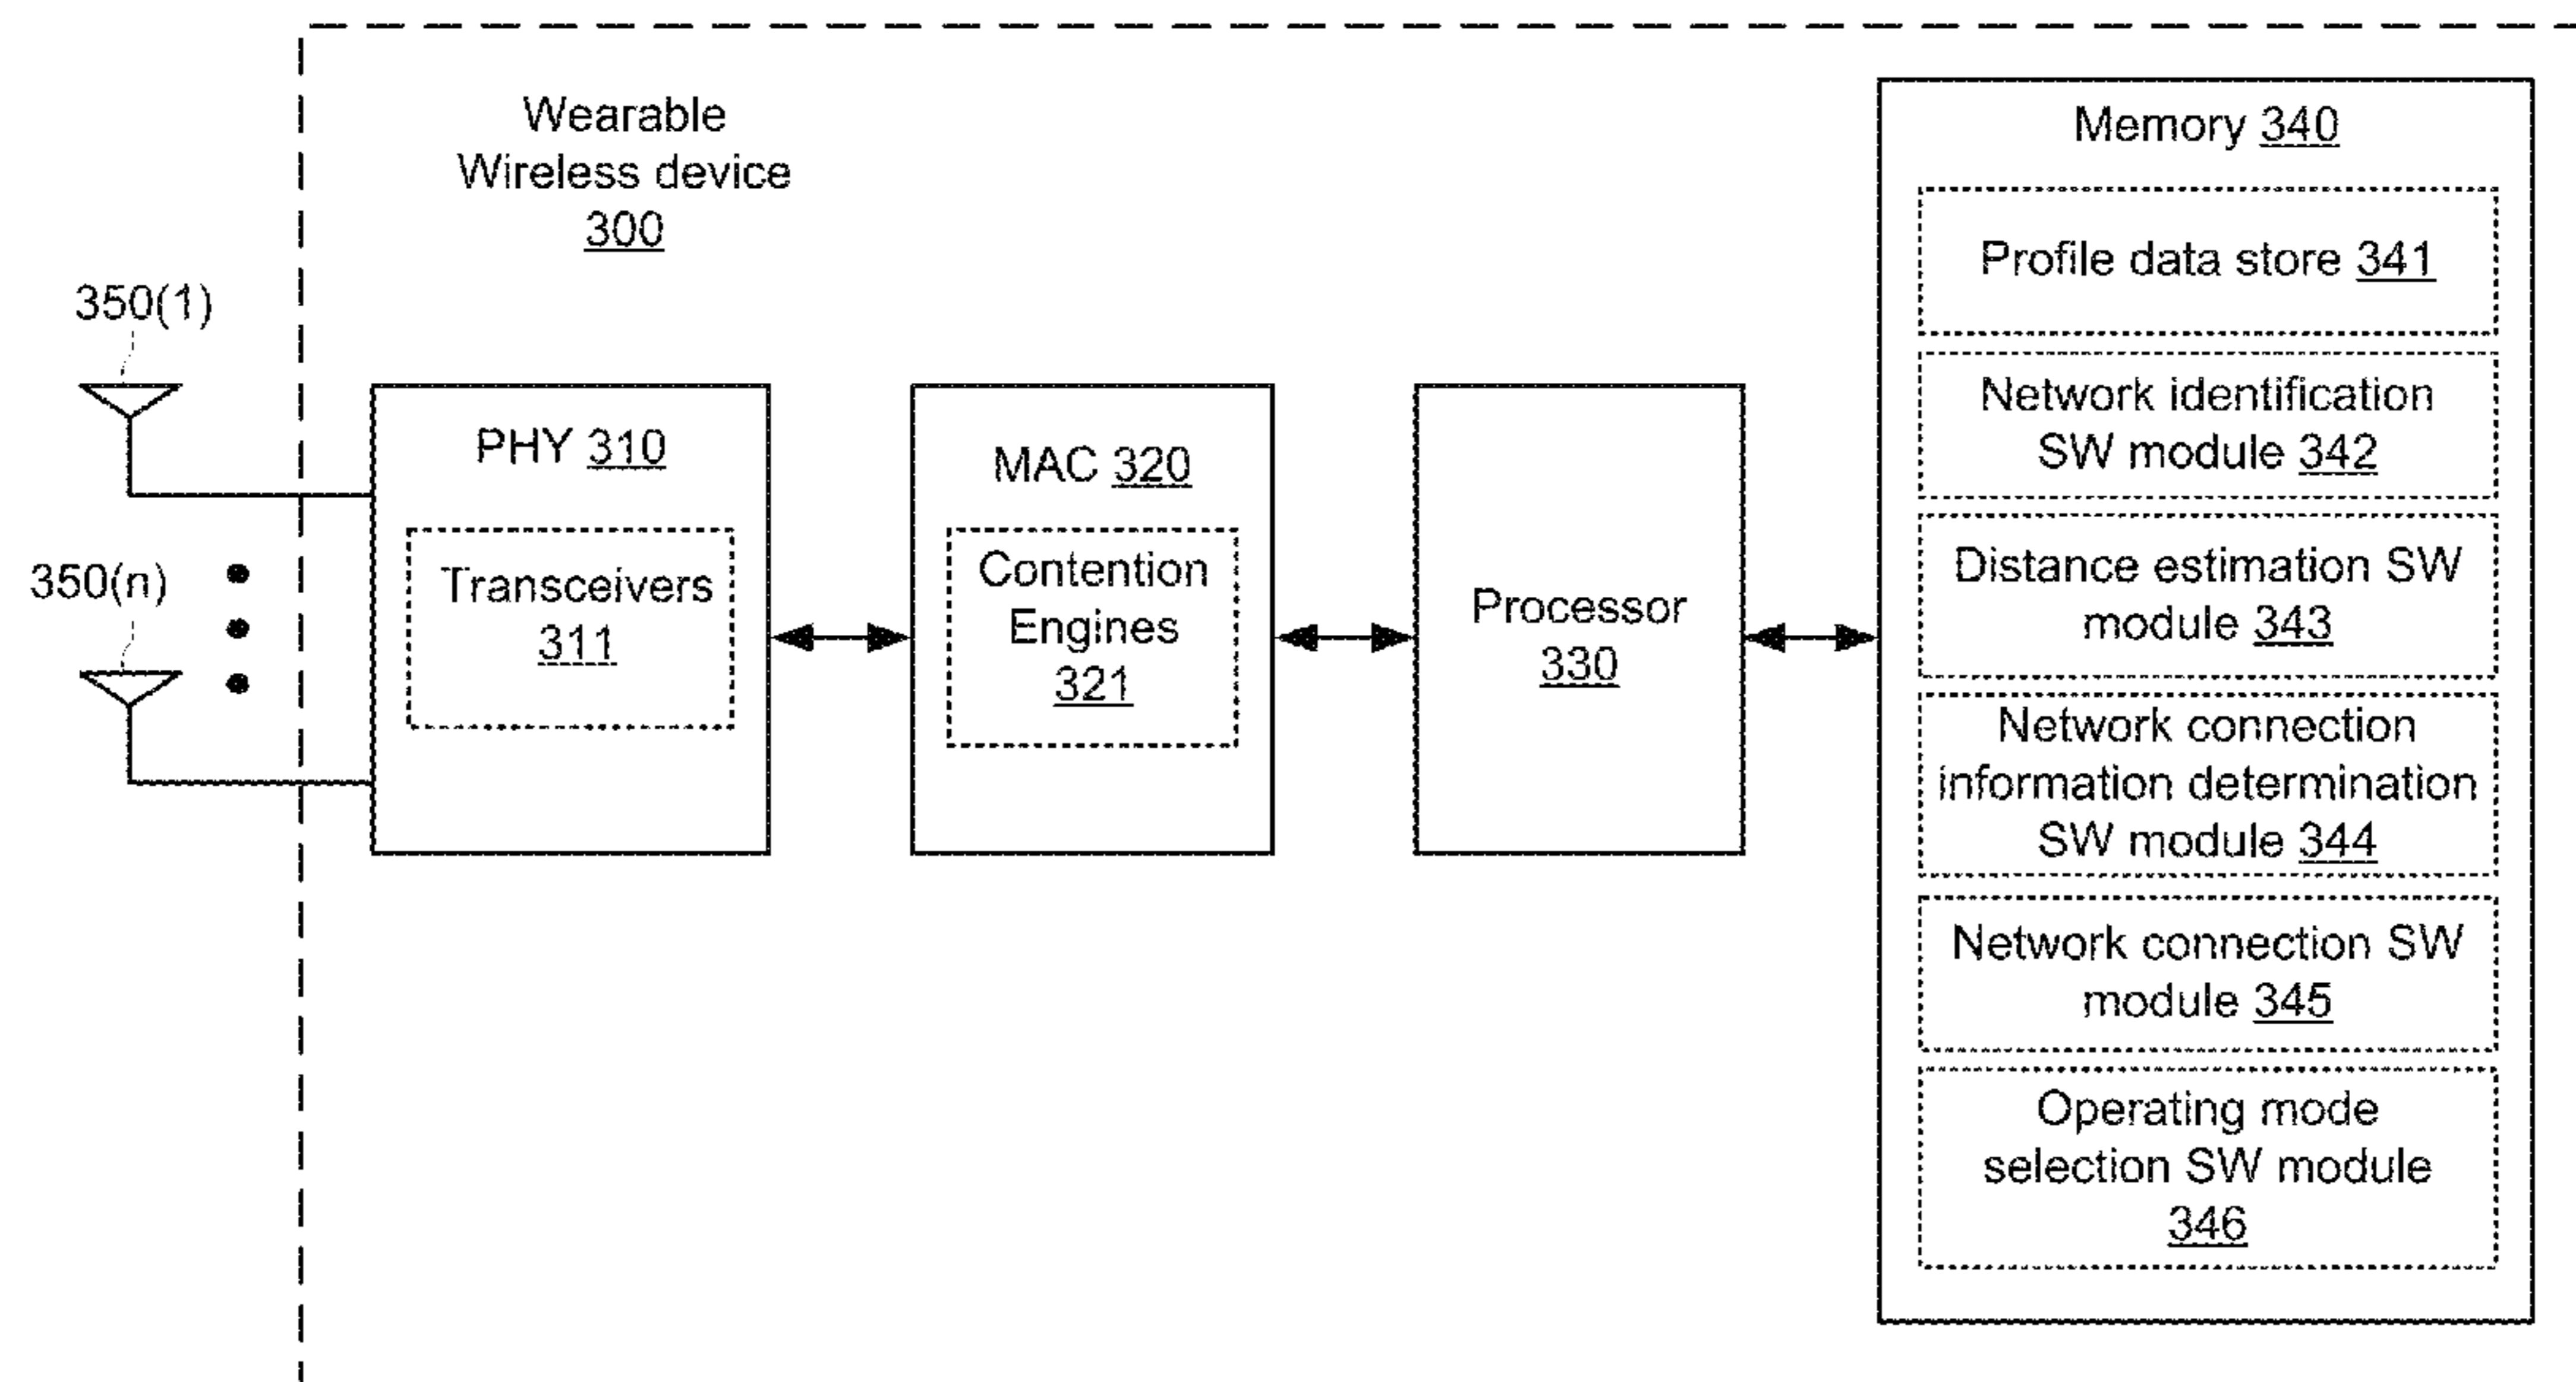 Wearable
Wireless device
300
350(1)
350(n)
PHY 310
Transceivers
311
MAC 320
Contention
Engines
321
Processor
330
Memory 340
Profile data store 341
Network identification
SW module 342
Distance estimation SW
module 343
Network connection
information determination
SW module 344
Network connection SW
module 345
Operating mode
selection SW module
346